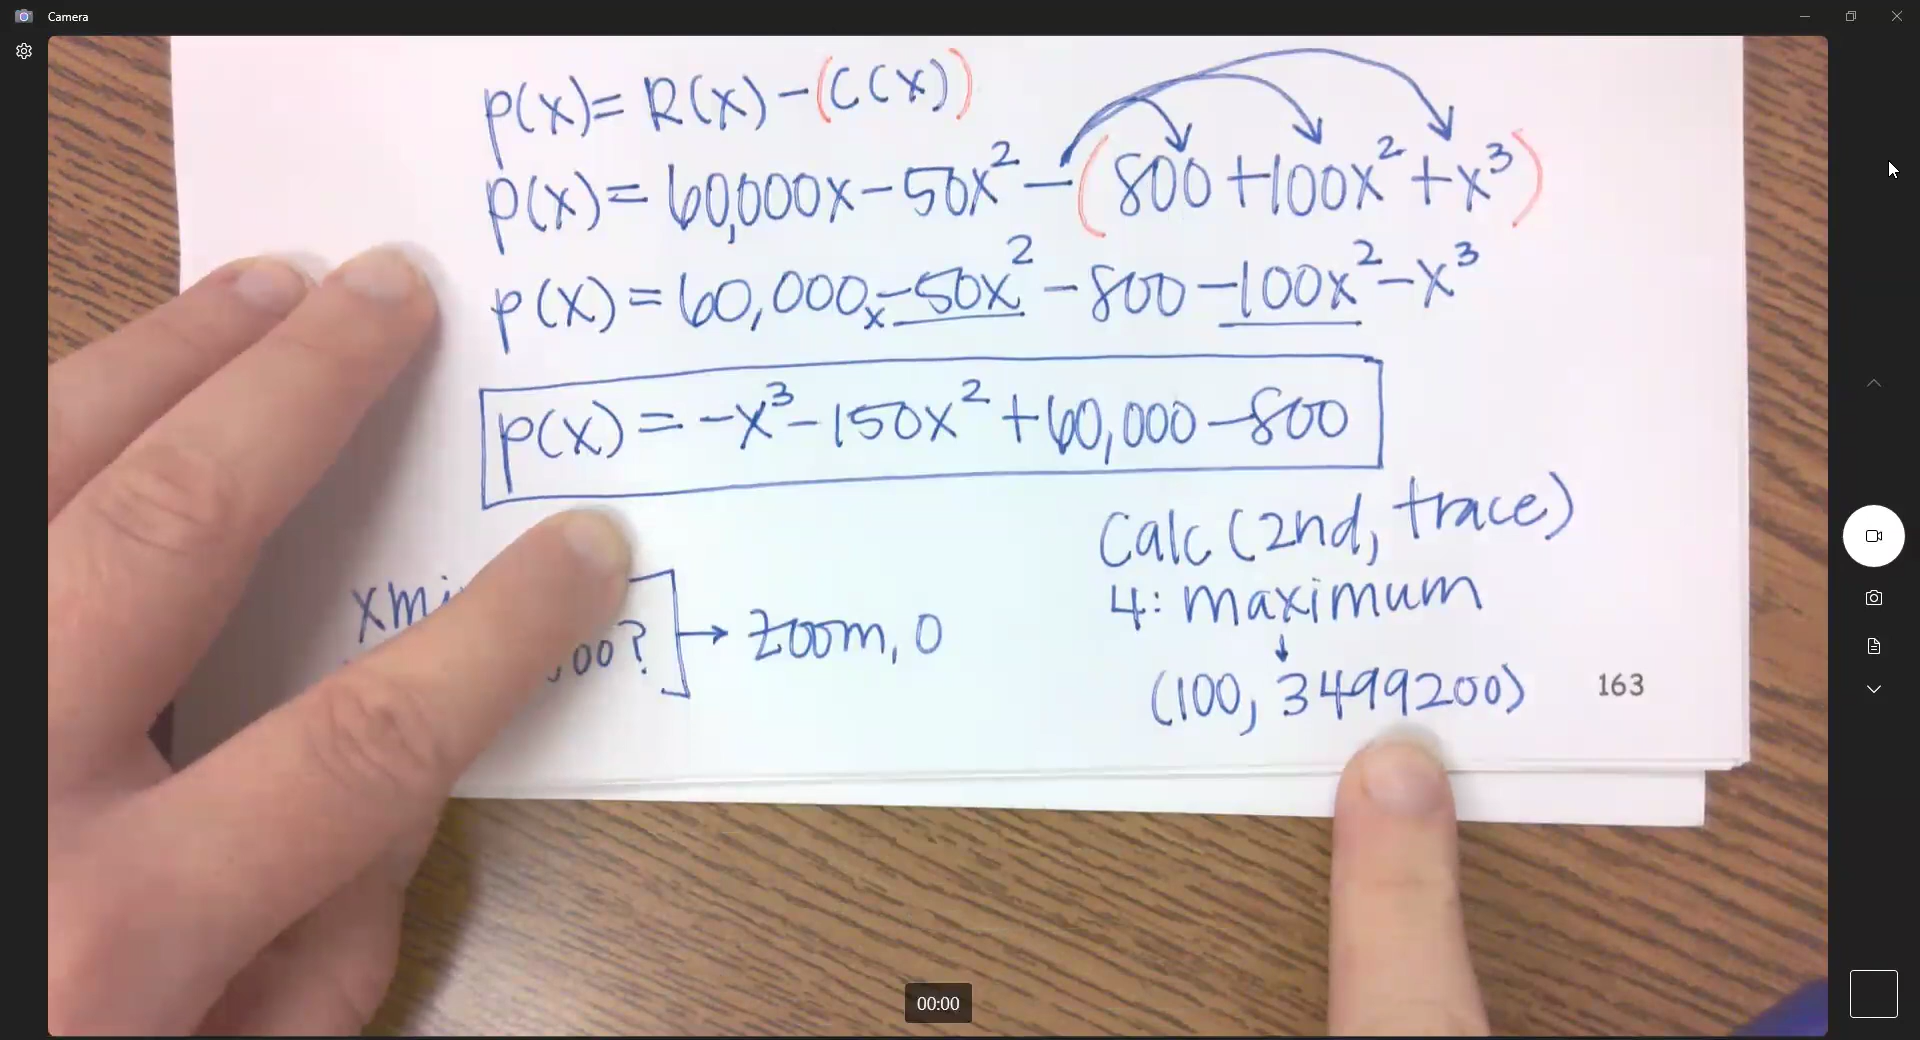 Camera
p(x)= R(x) -(C(x))
p(x)= 60,000x - 50x² - (800 +100x² + x³)
p(x) = 60,000x -50x² - 800 -100x² - x³
p(x) = -x³ - 150x² + 60,000 - 800
Calc (2nd, trace)
4: maximum
(100, 3499200)
xmi
00?
→ zoom, 0
163
00:00